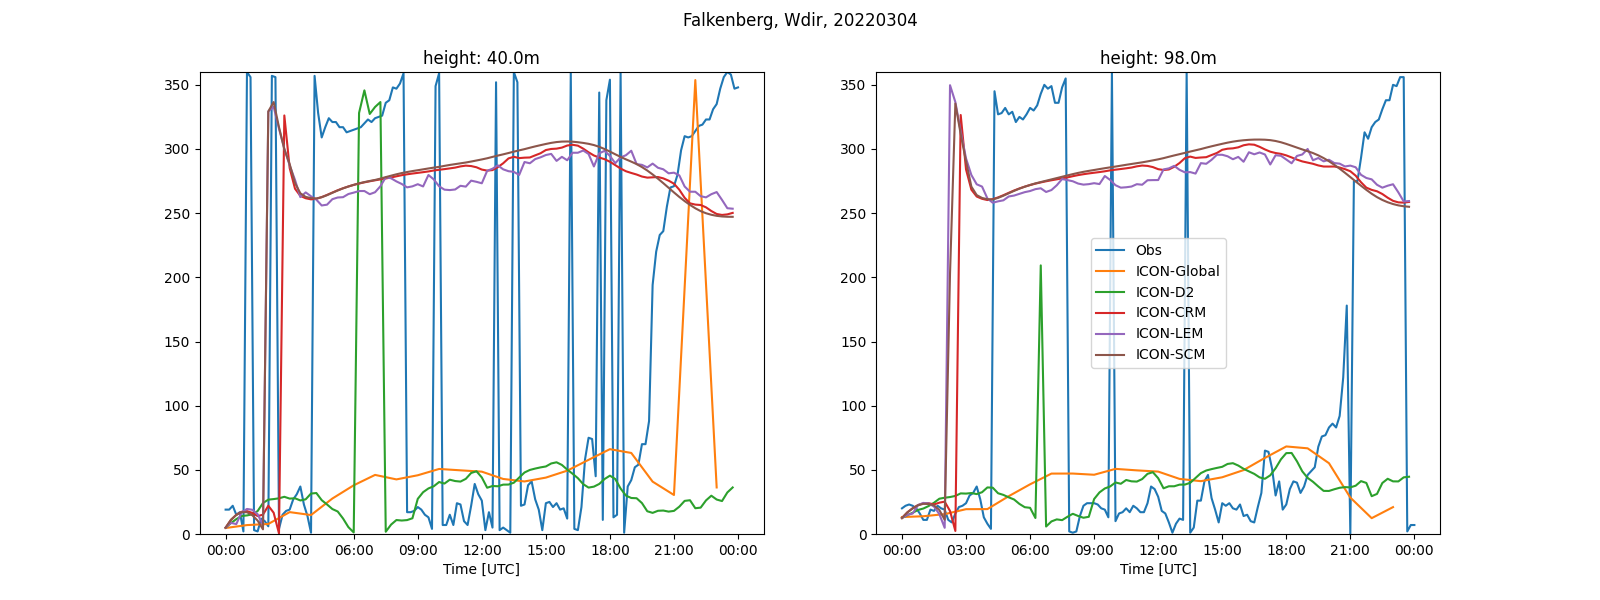 Falkenberg, Wdir, 20220304
height: 40.0m
350
300
250
200
150
100
50
0
00:00 03:00 06:00 09:00 12:00 15:00 18:00 21:00 00:00
Time [UTC]
height: 98.0m
350
300
250
200
150
100
50
0
Obs
ICON-Global
ICON-D2
ICON-CRM
ICON-LEM
ICON-SCM
00:00 03:00 06:00 09:00 12:00 15:00 18:00 21:00 00:00
Time [UTC]